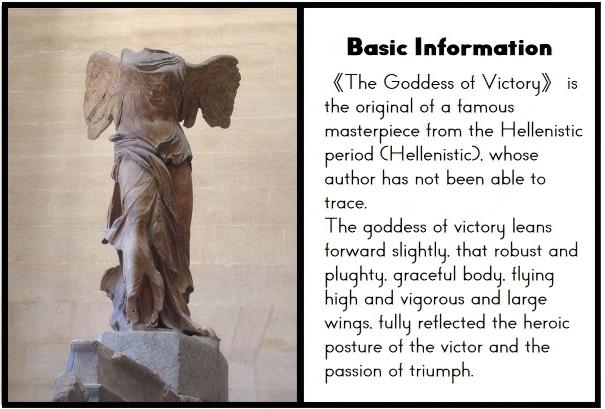 Basic Information
《The Goddess of Victory》 is
the original of a famous
masterpiece from the Hellenistic
period (Hellenistic), whose
author has not been able to
trace.
The goddess of victory leans
forward slightly, that robust and
plughty, graceful body, flying
high and vigorous and large
wings, fully reflected the heroic
posture of the victor and the
passion of triumph.